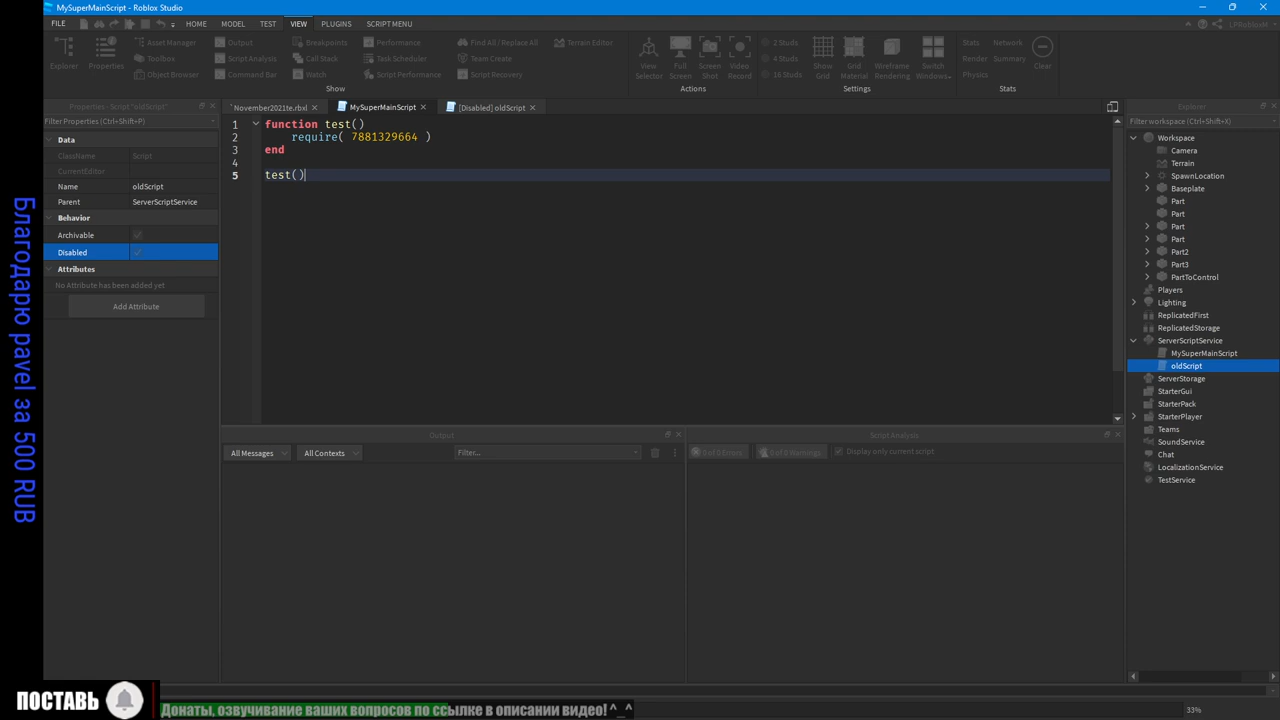 MySuperMainScript - Roblox Studio
FILE
HOME
MODEL
TEST
VIEW
PLUGINS
SCRIPT MENU
Explorer
Properties
Asset Manager
Toolbox
Object Browser
Output
Script Analysis
Command Bar
Breakpoints
Call Stack
Watch
Performance
Task Scheduler
Script Performance
Find All / Replace All
Team Create
Script Recovery
Terrain Editor
Show
View Selector
Full Screen
Screen Shot
Video Record
Actions
2 Studs
4 Studs
16 Studs
Show Grid
Grid Material
Wireframe Rendering
Switch Windows
Settings
Stats
Network
Render
Summary
Physics
Clear
Stats
Properties - Script "oldScript"
Filter Properties (Ctrl+Shift+P)
Data
ClassName Script
CurrentEditor
Name oldScript
Parent ServerScriptService
Behavior
Archivable
Disabled
Attributes
No Attribute has been added yet
Add Attribute
November2021te.rbxl
MySuperMainScript
[Disabled] oldScript
1 function test()
2 require( 7881329664 )
3 end
4
5 test()
Output
All Messages
All Contexts
Filter...
Script Analysis
0 of 0 Errors
0 of 0 Warnings
Display only current script
Explorer
Filter workspace (Ctrl+Shift+X)
Workspace
Camera
Terrain
SpawnLocation
Baseplate
Part
Part
Part
Part
Part2
Part3
PartToControl
Players
Lighting
ReplicatedFirst
ReplicatedStorage
ServerScriptService
MySuperMainScript
oldScript
ServerStorage
StarterGui
StarterPack
StarterPlayer
Teams
SoundService
Chat
LocalizationService
TestService
33%
Благодарю pavel за 500 RUB
ПОСТАВЬ
Донаты, озвучивание ваших вопросов по ссылке в описании видео! ^_^